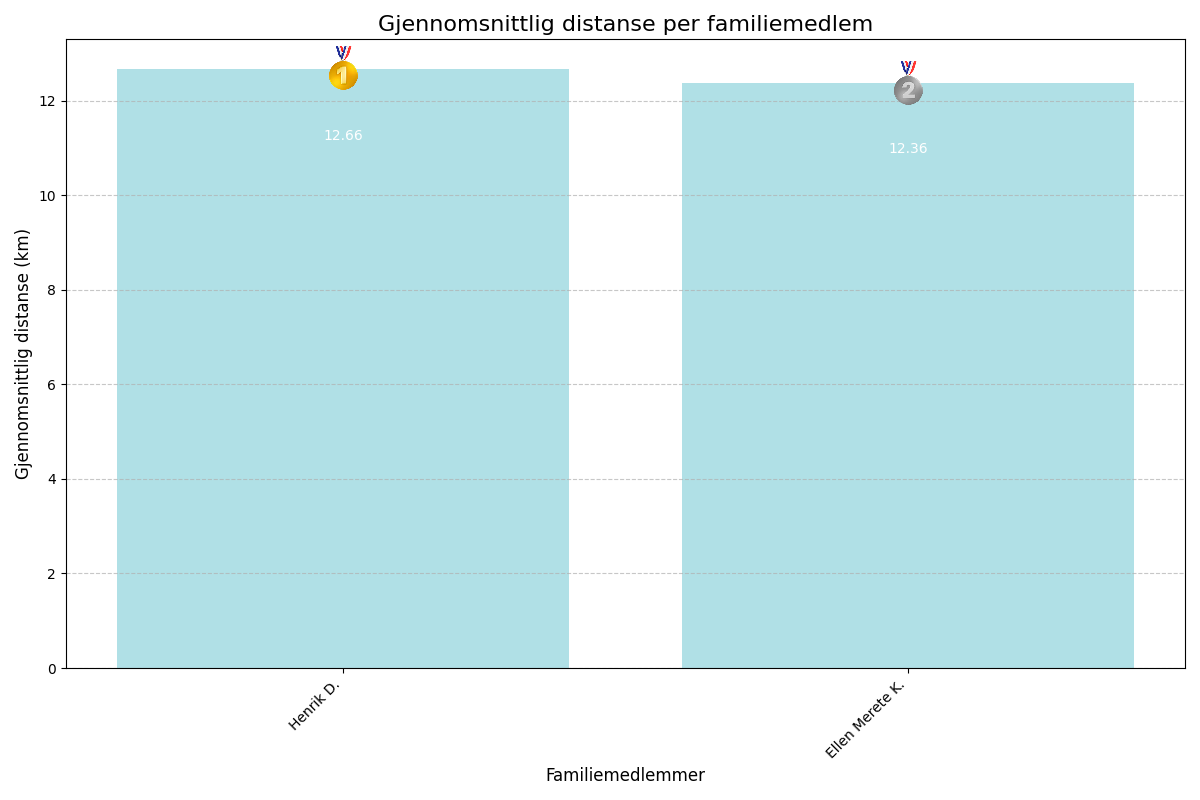 Gjennomsnittlig distanse per familiemedlem
1
2
12.66
12.36
Gjennomsnittlig distanse (km)
12
10
8
6
4
2
0
Henrik D.
Ellen Merete K.
Familiemedlemmer